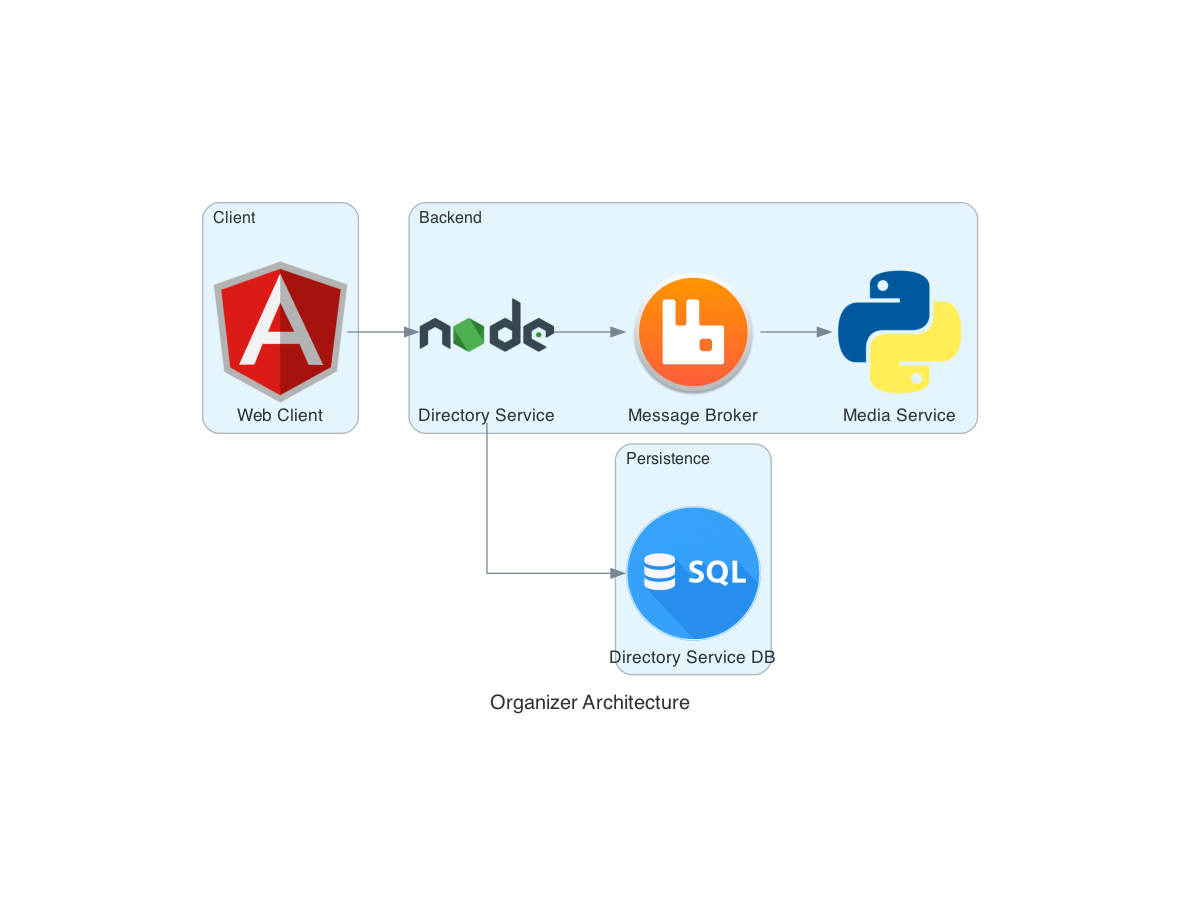 Client
Backend
node
Web Client
Directory Service
Message Broker
Media Service
Persistence
SQL
Directory Service DB
Organizer Architecture